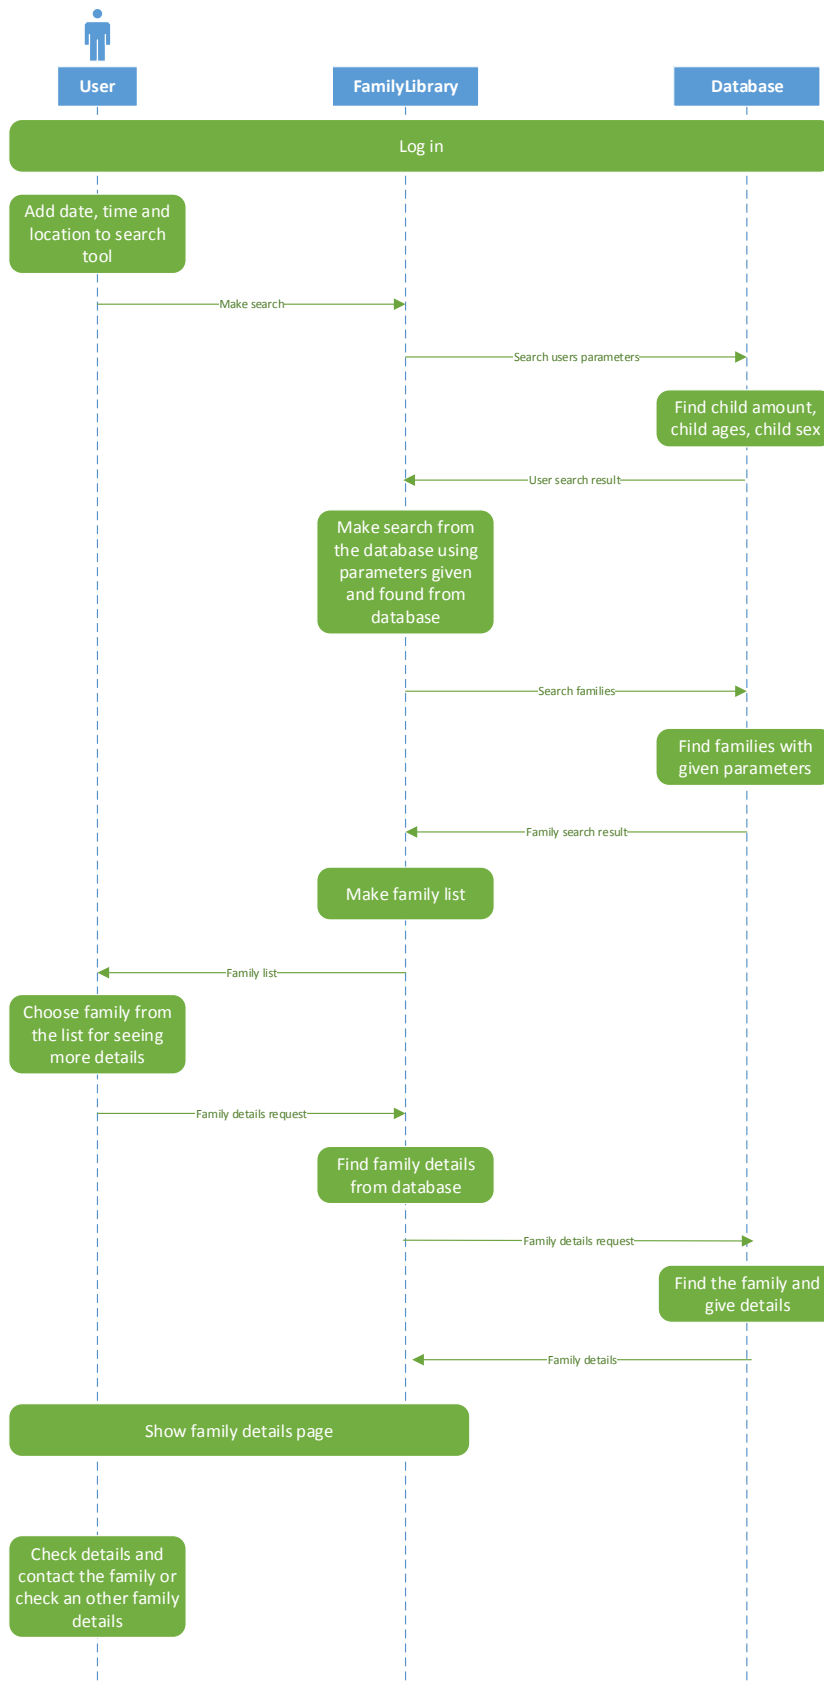 User
FamilyLibrary
Database
Log in
Add date, time and
location to search
tool
Make search
Search users parameters
Find child amount,
child ages, child sex
User search result
Make search from
the database using
parameters given
and found from
database
Search families
Find families with
given parameters
Family search result
Make family list
Family list
Choose family from
the list for seeing
more details
Family details request
Find family details
from database
Family details request
Find the family and
give details
Family details
Show family details page
Check details and
contact the family or
check an other family
details